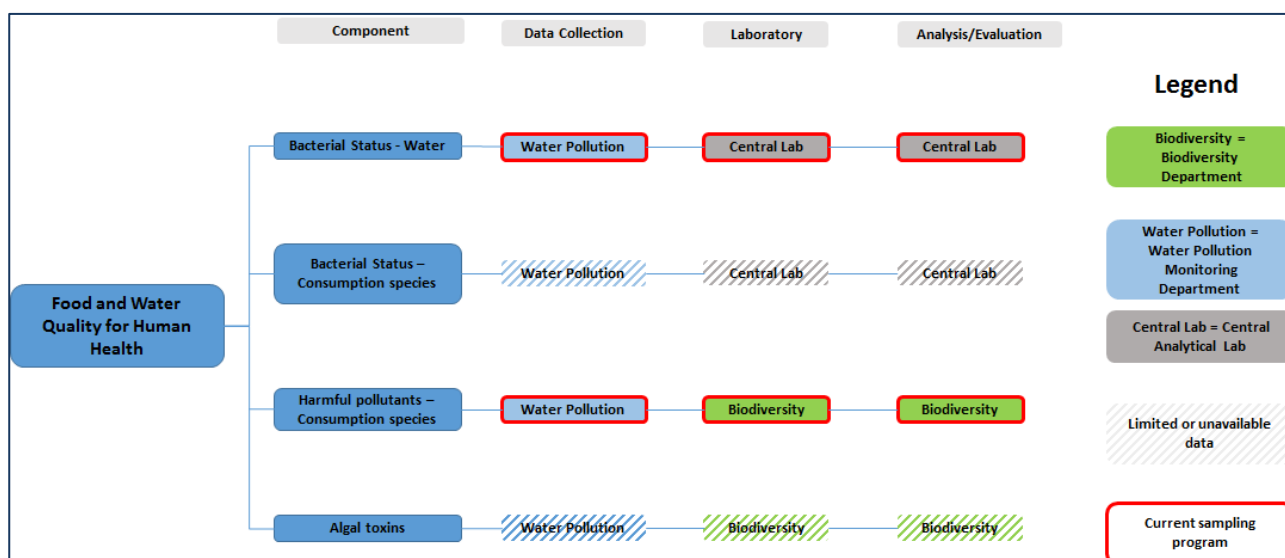 Component
Data Collection
Laboratory
Analysis/Evaluation
Legend
Bacterial Status - Water
Water Pollution
Central Lab
Central Lab
Bacterial Status –
Consumption species
Water Pollution
Central Lab
Central Lab
Food and Water
Quality for Human
Health
Harmful pollutants –
Consumption species
Water Pollution
Biodiversity
Biodiversity
Algal toxins
Water Pollution
Biodiversity
Biodiversity
Biodiversity =
Biodiversity
Department
Water Pollution =
Water Pollution
Monitoring
Department
Central Lab = Central
Analytical Lab
Limited or unavailable
data
Current sampling
program